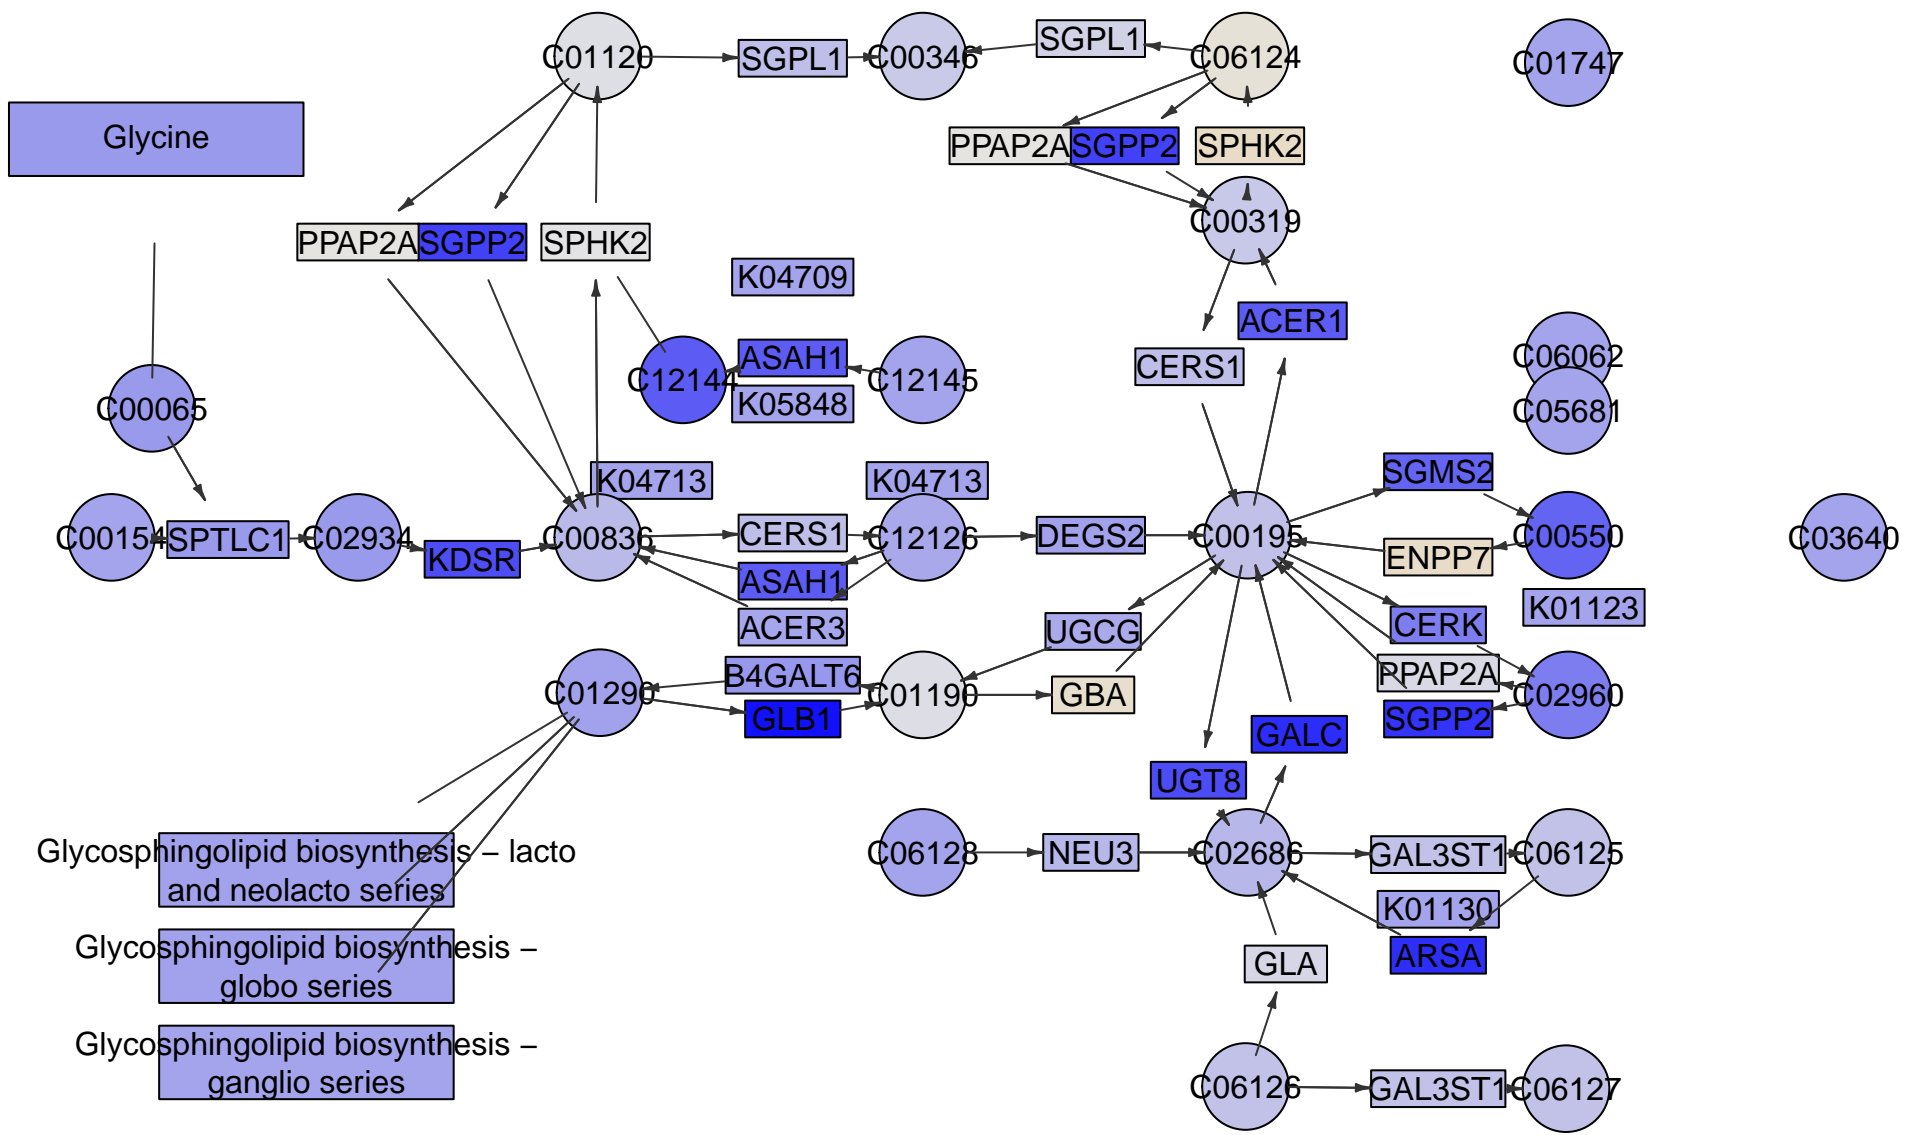 C01120
SGPL1
C00346
SGPL1
C06124
C01747
Glycine
PPAP2A
SGPP2
SPHK2
C00319
PPAP2A
SGPP2
SPHK2
K04709
ACER1
C06062
ASAH1
CERS1
C12144
C12145
C00065
K05848
C05681
K04713
K04713
SGMS2
C00154
SPTLC1
C02934
KDSR
C00836
CERS1
C12126
DEGS2
C00195
ENPP7
C00550
C03640
ASAH1
K01123
ACER3
UGCG
CERK
B4GALT6
PPAP2A
C01290
GLB1
C01190
GBA
SGPP2
C02960
GALC
UGT8
Glycosphingolipid biosynthesis – lacto
and neolacto series
C06128
NEU3
C02686
GAL3ST1
C06125
K01130
Glycosphingolipid biosynthesis –
globo series
GLA
ARSA
Glycosphingolipid biosynthesis –
ganglio series
C06126
GAL3ST1
C06127